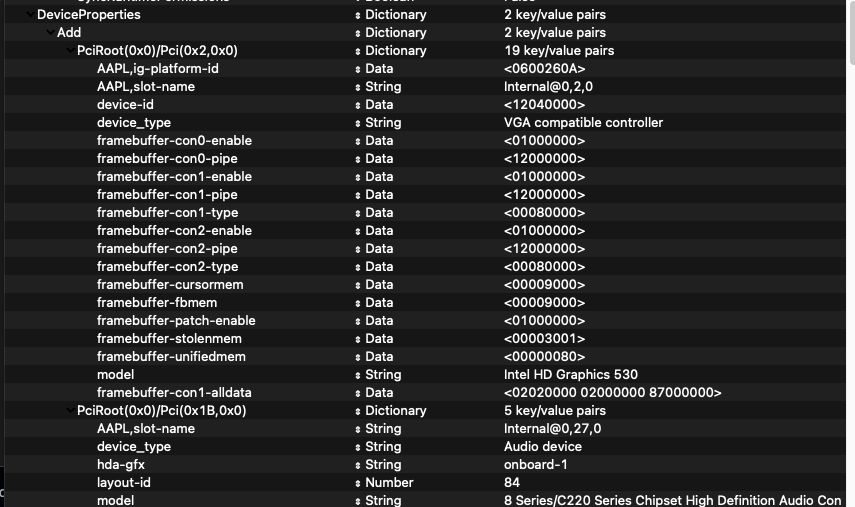 DeviceProperties Dictionary 2 key/value pairs
Add Dictionary 2 key/value pairs
PciRoot(0x0)/Pci(0x2,0x0) Dictionary 19 key/value pairs
AAPL,ig-platform-id Data <0600260A>
AAPL,slot-name String Internal@0,2,0
device-id Data <12040000>
device_type String VGA compatible controller
framebuffer-con0-enable Data <01000000>
framebuffer-con0-pipe Data <12000000>
framebuffer-con1-enable Data <01000000>
framebuffer-con1-pipe Data <12000000>
framebuffer-con1-type Data <00080000>
framebuffer-con2-enable Data <01000000>
framebuffer-con2-pipe Data <12000000>
framebuffer-con2-type Data <00080000>
framebuffer-cursormem Data <00009000>
framebuffer-fbmem Data <00009000>
framebuffer-patch-enable Data <01000000>
framebuffer-stolenmem Data <00003001>
framebuffer-unifiedmem Data <00000080>
model String Intel HD Graphics 530
framebuffer-con1-alldata Data <02020000 02000000 87000000>
PciRoot(0x0)/Pci(0x1B,0x0) Dictionary 5 key/value pairs
AAPL,slot-name String Internal@0,27,0
device_type String Audio device
hda-gfx String onboard-1
layout-id Number 84
model String 8 Series/C220 Series Chipset High Definition Audio Con